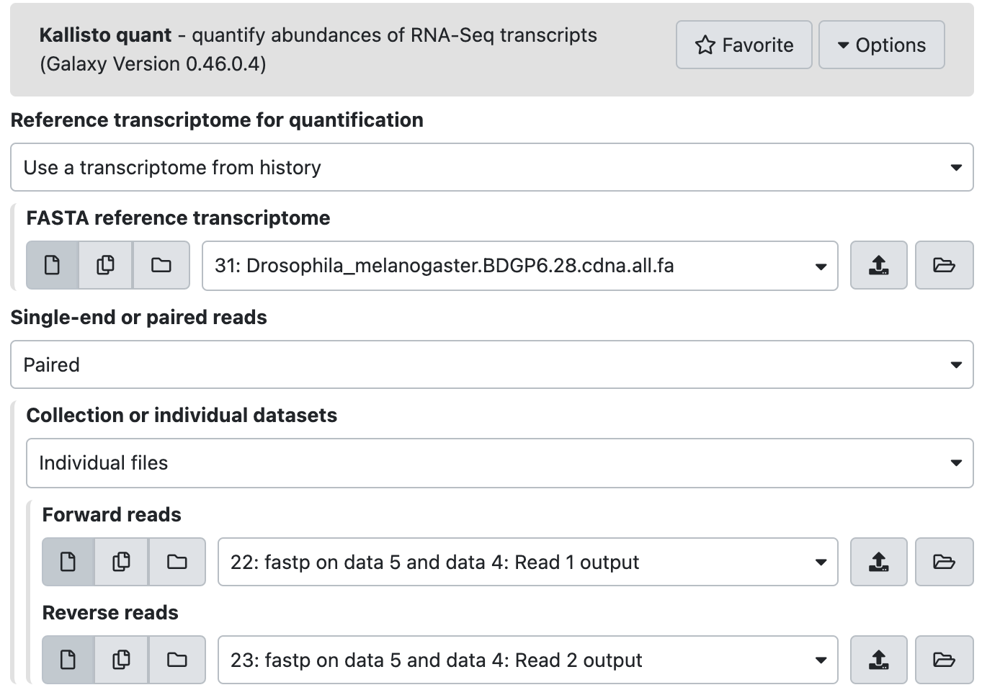 Kallisto quant - quantify abundances of RNA-Seq transcripts
(Galaxy Version 0.46.0.4)
Favorite
Options
Reference transcriptome for quantification
Use a transcriptome from history
FASTA reference transcriptome
31: Drosophila_melanogaster.BDGP6.28.cdna.all.fa
Single-end or paired reads
Paired
Collection or individual datasets
Individual files
Forward reads
22: fastp on data 5 and data 4: Read 1 output
Reverse reads
23: fastp on data 5 and data 4: Read 2 output